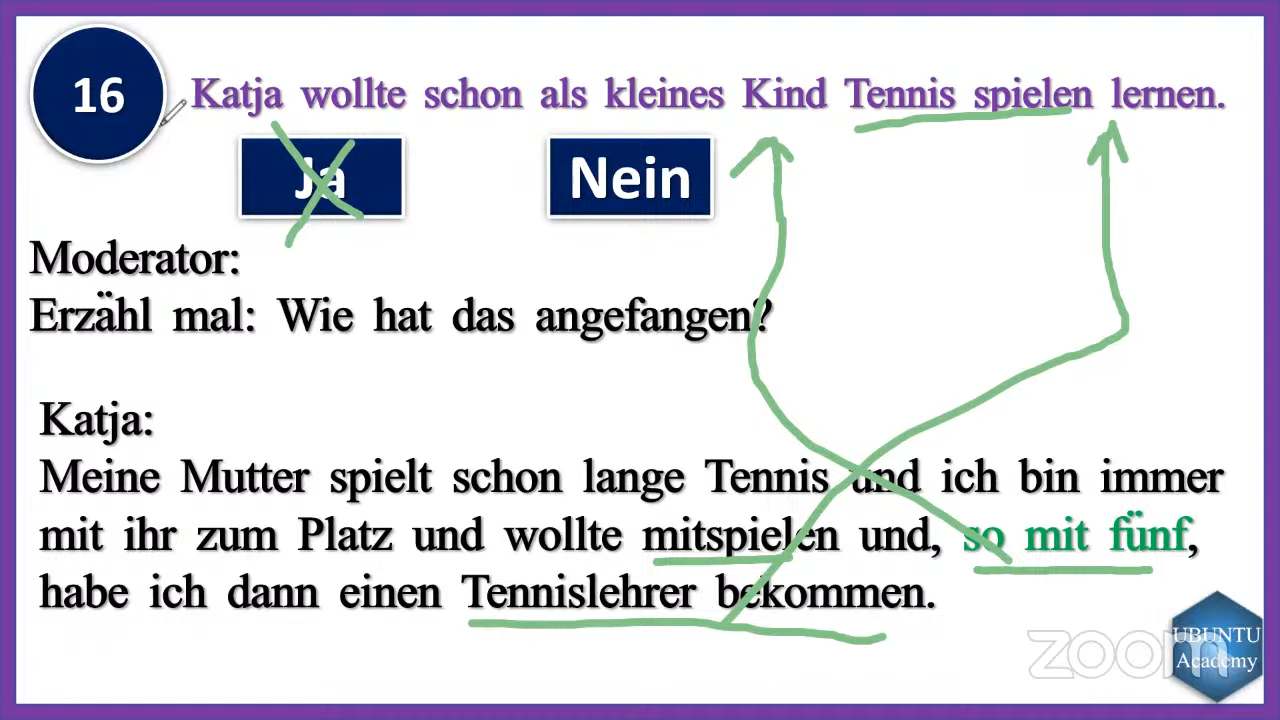 16
Katja wollte schon als kleines Kind Tennis spielen lernen.
Ja
Nein
Moderator:
Erzähl mal: Wie hat das angefangen?
Katja:
Meine Mutter spielt schon lange Tennis und ich bin immer
mit ihr zum Platz und wollte mitspielen und, so mit fünf,
habe ich dann einen Tennislehrer bekommen.
zoom
UBUNTU
Academy